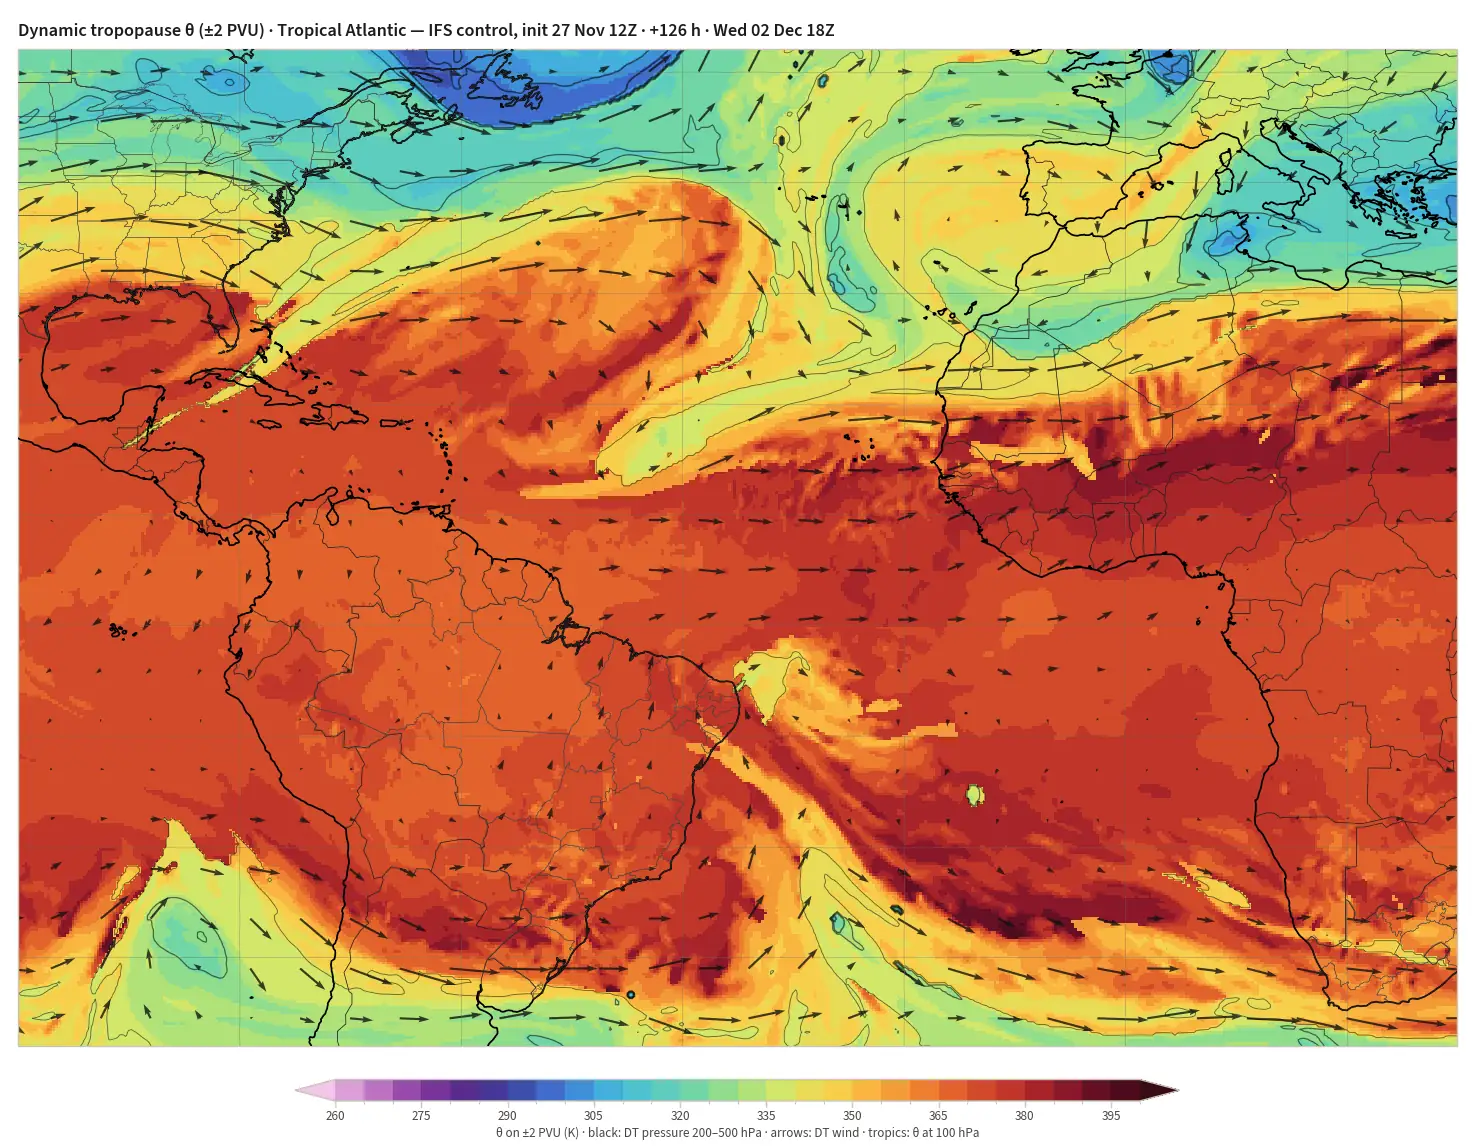 Dynamic tropopause θ (±2 PVU) · Tropical Atlantic — IFS control, init 27 Nov 12Z · +126 h · Wed 02 Dec 18Z
260 275 290 305 320 335 350 365 380 395
θ on ±2 PVU (K) · black: DT pressure 200–500 hPa · arrows: DT wind · tropics: θ at 100 hPa